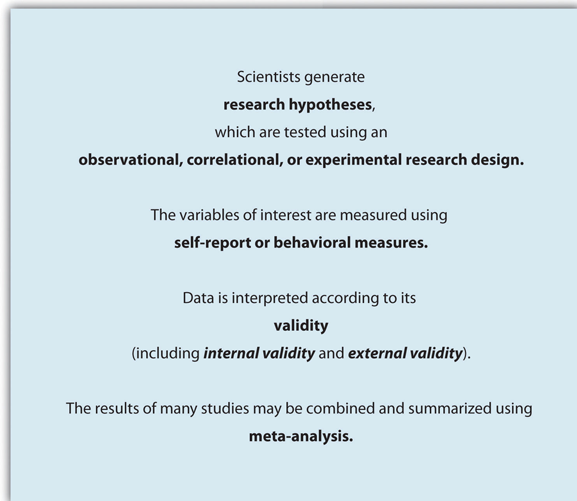 Scientists generate
research hypotheses,
which are tested using an
observational, correlational, or experimental research design.
The variables of interest are measured using
self-report or behavioral measures.
Data is interpreted according to its
validity
(including internal validity and external validity).
The results of many studies may be combined and summarized using
meta-analysis.